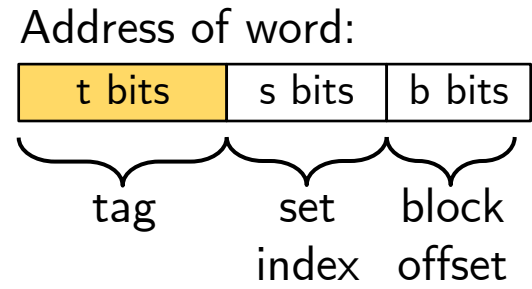 Address of word:
t bits s bits b bits
tag set block
index offset